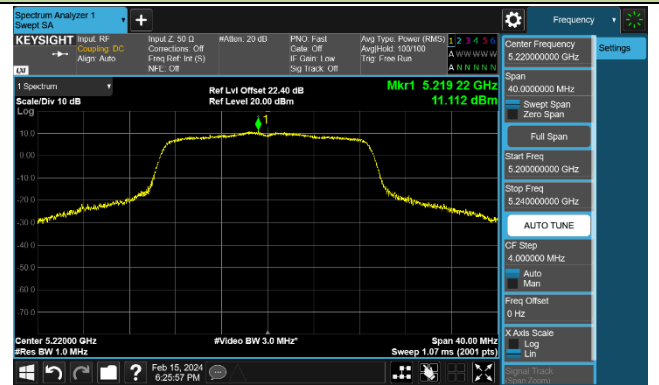 Spectrum Analyzer 1
Swept SA
Frequency
KEYSIGHT
Input: RF
Coupling: DC
Align: Auto
Input Z: 50 Ω
Corrections: Off
Freq Ref: Int (S)
NFE: Off
#Atten: 20 dB
PNO: Fast
Gate: Off
IF Gain: Low
Sig Track: Off
Avg Type: Power (RMS)
Avg|Hold: 100/100
Trig: Free Run
1 2 3 4 5 6
A W W W W W
A N N N N N
LXI
1 Spectrum
Scale/Div 10 dB
Log
Ref Lvl Offset 22.40 dB
Ref Level 20.00 dBm
Mkr1 5.219 22 GHz
11.112 dBm
1
10.0
0.00
-10.0
-20.0
-30.0
-40.0
-50.0
-60.0
-70.0
Center 5.22000 GHz
#Res BW 1.0 MHz
#Video BW 3.0 MHz*
Span 40.00 MHz
Sweep 1.07 ms (2001 pts)
Center Frequency
5.220000000 GHz
Settings
Span
40.0000000 MHz
Swept Span
Zero Span
Full Span
Start Freq
5.200000000 GHz
Stop Freq
5.240000000 GHz
AUTO TUNE
CF Step
4.000000 MHz
Auto
Man
Freq Offset
0 Hz
X Axis Scale
Log
Lin
Signal Track
(Span Zoom)
Feb 15, 2024
6:25:57 PM